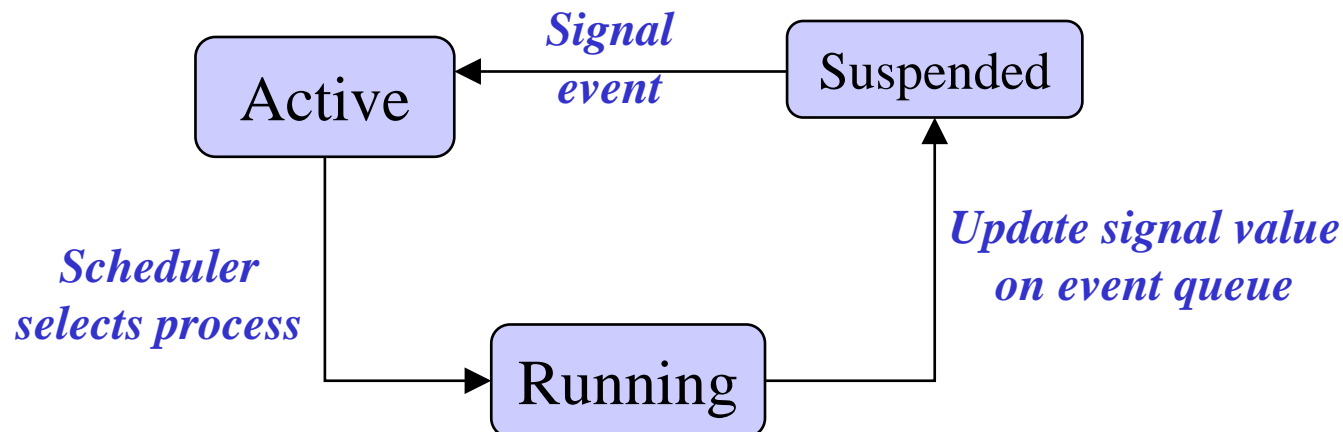 Signal
event
Active
Suspended
Scheduler
selects process
Update signal value
on event queue
Running